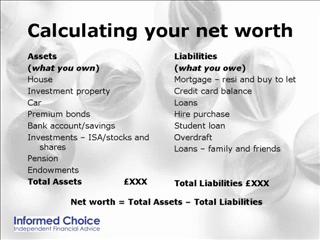 Calculating your net worth
Assets
(what you own)
House
Investment property
Car
Premium bonds
Bank account/savings
Investments – ISA/stocks and
shares
Pension
Endowments
Total Assets £XXX
Liabilities
(what you owe)
Mortgage – resi and buy to let
Credit card balance
Loans
Hire purchase
Student loan
Overdraft
Loans – family and friends
Total Liabilities £XXX
Net worth = Total Assets – Total Liabilities
Informed Choice
Independent Financial Advice